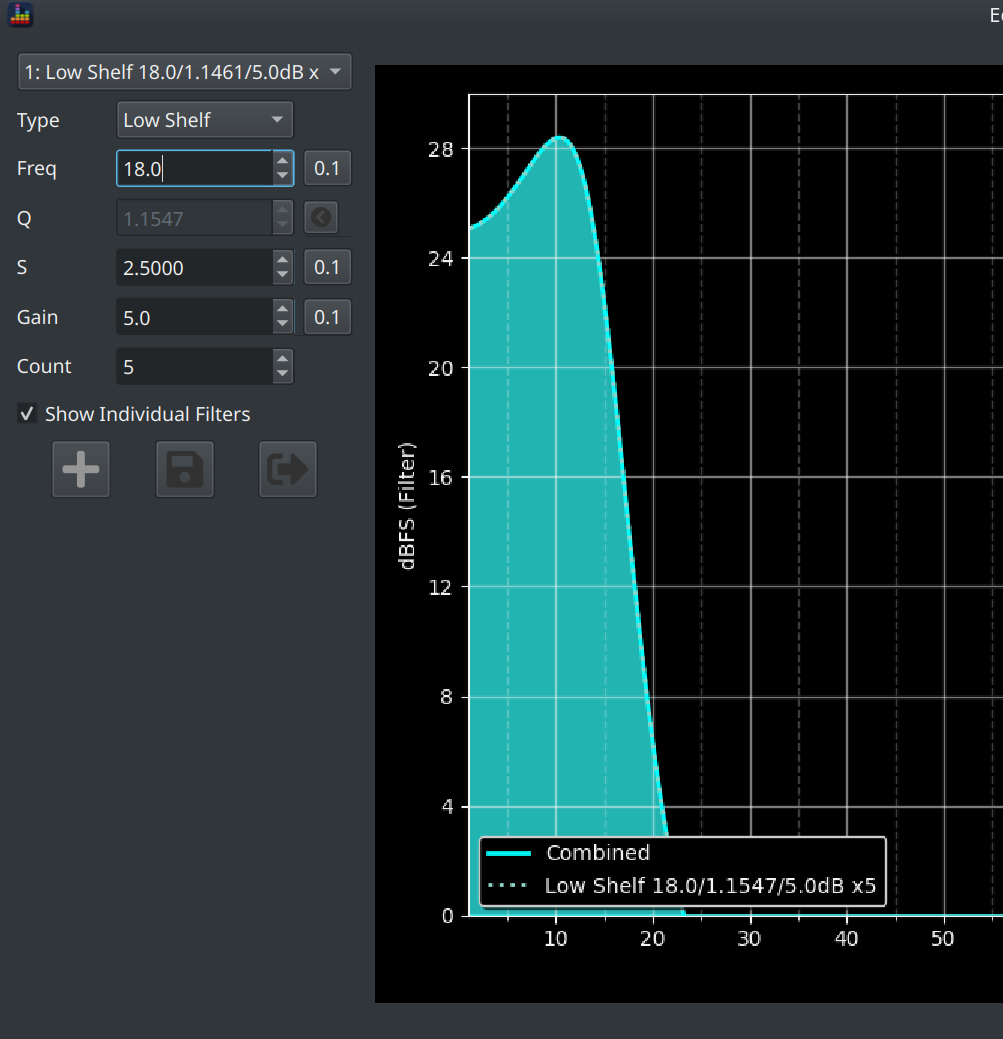 1: Low Shelf 18.0/1.1461/5.0dB x
Type Low Shelf
Freq 18.0 0.1
Q 1.1547
S 2.5000 0.1
Gain 5.0 0.1
Count 5
Show Individual Filters
dBFS (Filter)
28
24
20
16
12
8
4
0
10 20 30 40 50
Combined
Low Shelf 18.0/1.1547/5.0dB x5